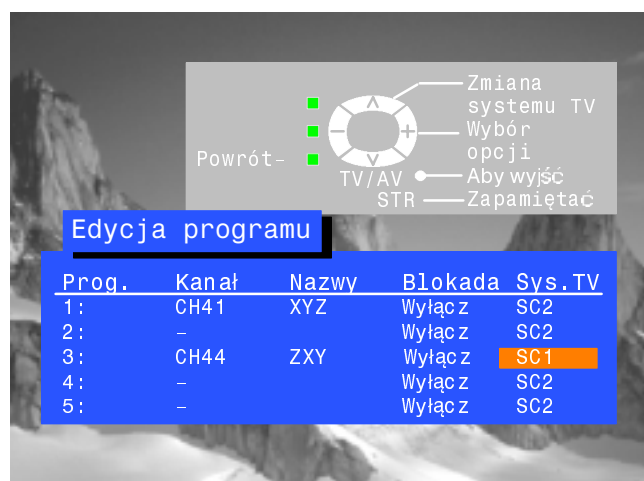 Zmiana
systemu TV
Wybór
opcji
Powrót-
TV/AV Aby wyjść
STR Zapamiętać
Edycja programu
Prog. Kanał Nazwy Blokada Sys.TV
1: CH41 XYZ Wyłącz SC2
2: – Wyłącz SC2
3: CH44 ZXY Wyłącz SC1
4: – Wyłącz SC2
5: – Wyłącz SC2